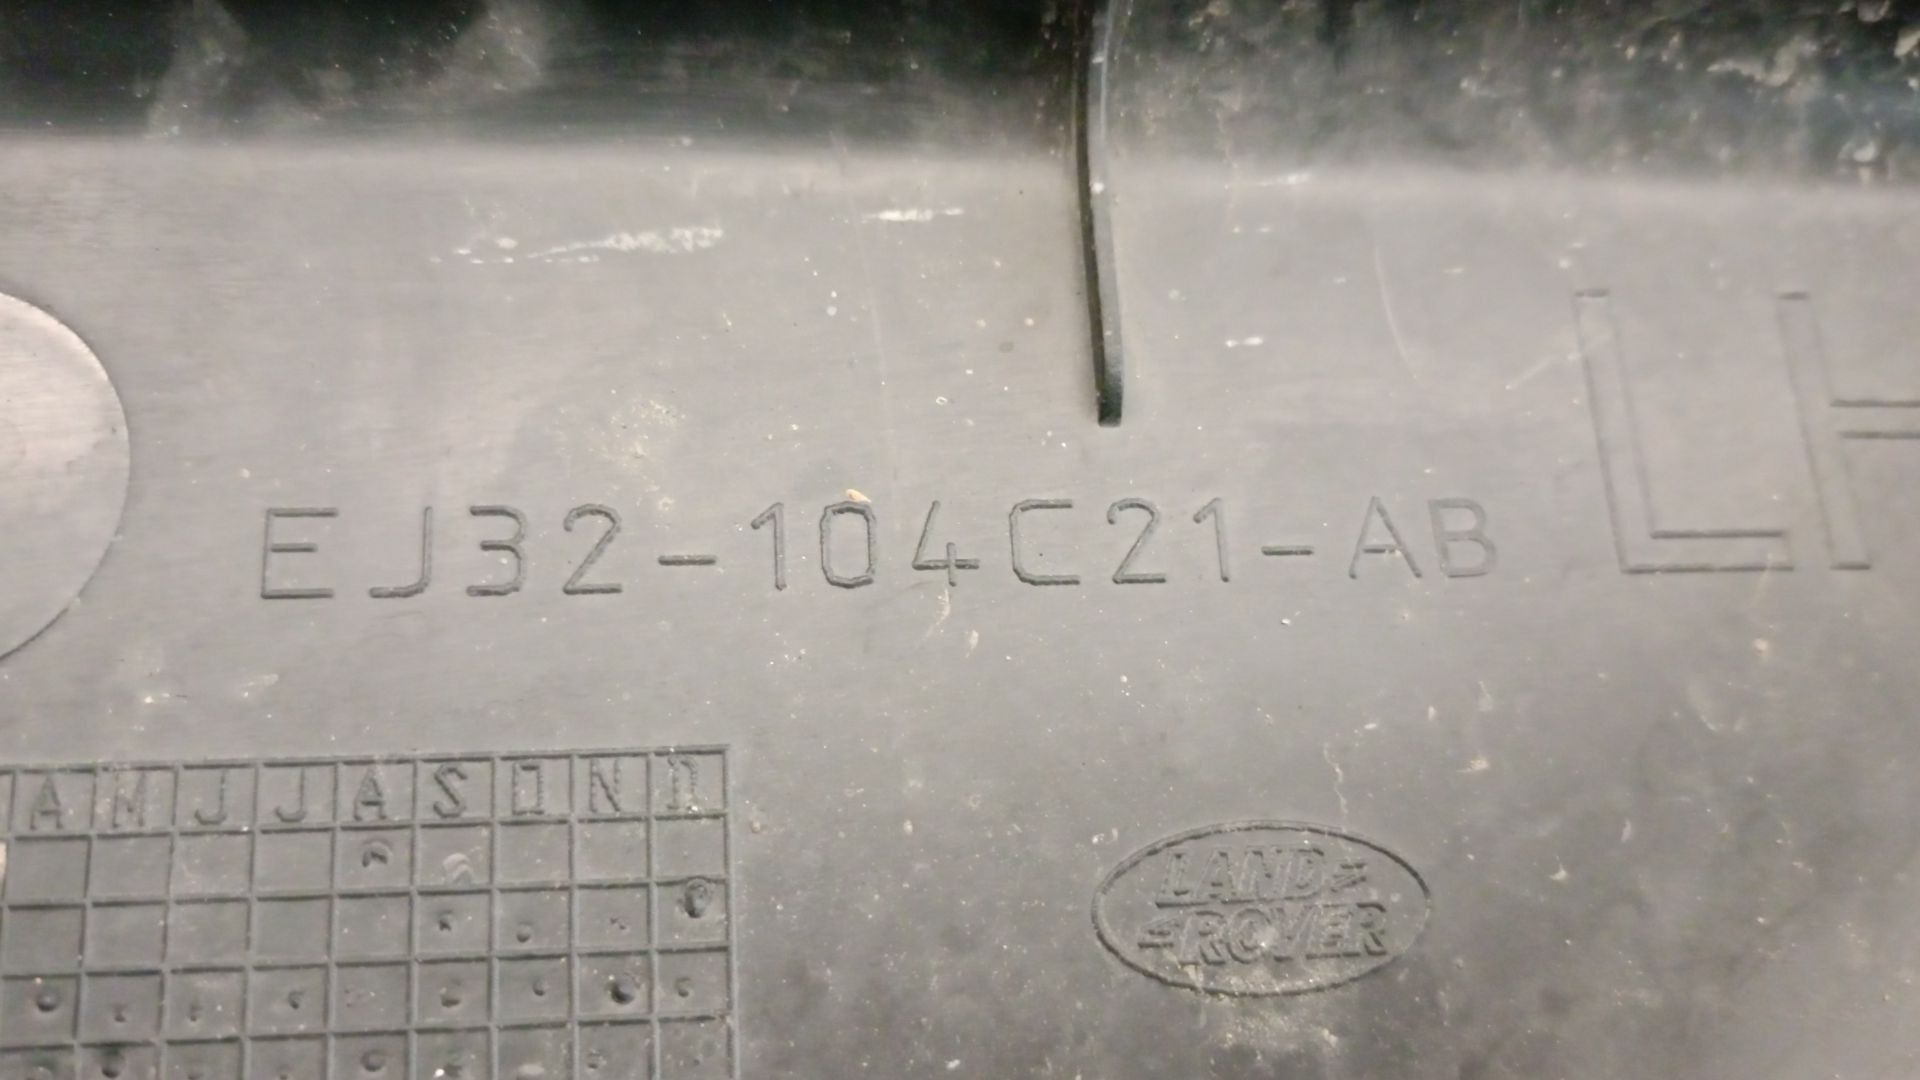 LH
EJ32-104C21-AB
A M J J A S O N D
LAND
ROVER